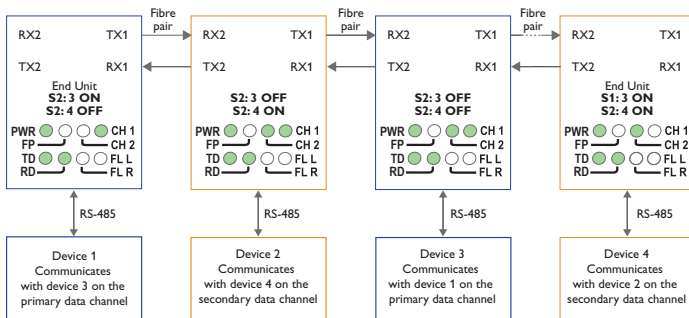 Fibre pair
Fibre pair
Fibre pair
RX2 TX1
TX2 RX1
End Unit
S2: 3 ON
S2: 4 OFF
PWR CH 1
FP CH 2
TD FL L
RD FL R
RS-485
Device 1
Communicates
with device 3 on the
primary data channel
RX2 TX1
TX2 RX1
S2: 3 OFF
S2: 4 ON
PWR CH 1
FP CH 2
TD FL L
RD FL R
RS-485
Device 2
Communicates
with device 4 on the
secondary data channel
RX2 TX1
TX2 RX1
S2: 3 OFF
S2: 4 OFF
PWR CH 1
FP CH 2
TD FL L
RD FL R
RS-485
Device 3
Communicates
with device 1 on the
primary data channel
RX2 TX1
TX2 RX1
End Unit
S1: 3 ON
S2: 4 ON
PWR CH 1
FP CH 2
TD FL L
RD FL R
RS-485
Device 4
Communicates
with device 2 on the
secondary data channel